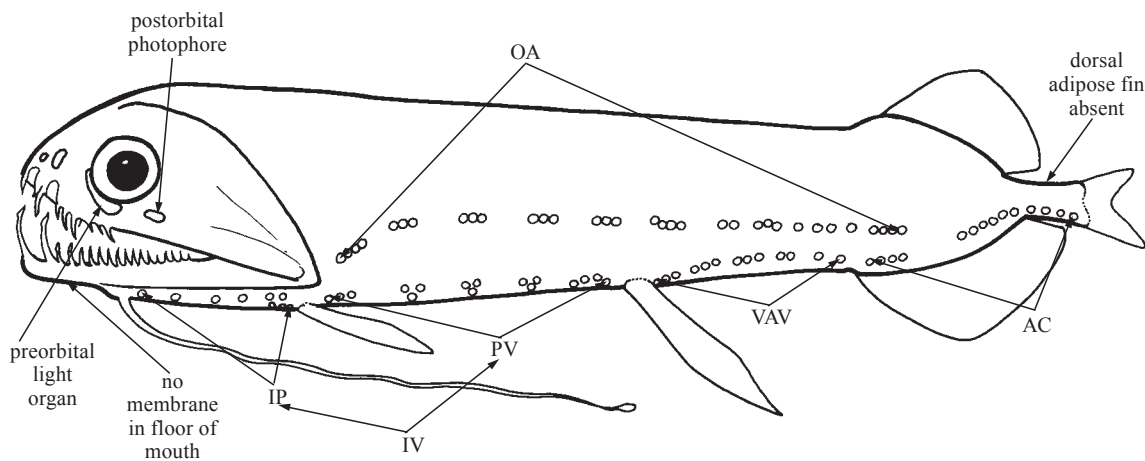 postorbital
photophore
OA
dorsal
adipose fin
absent
preorbital
light
organ
no
membrane
in floor of
mouth
IP
IV
PV
VAV
AC